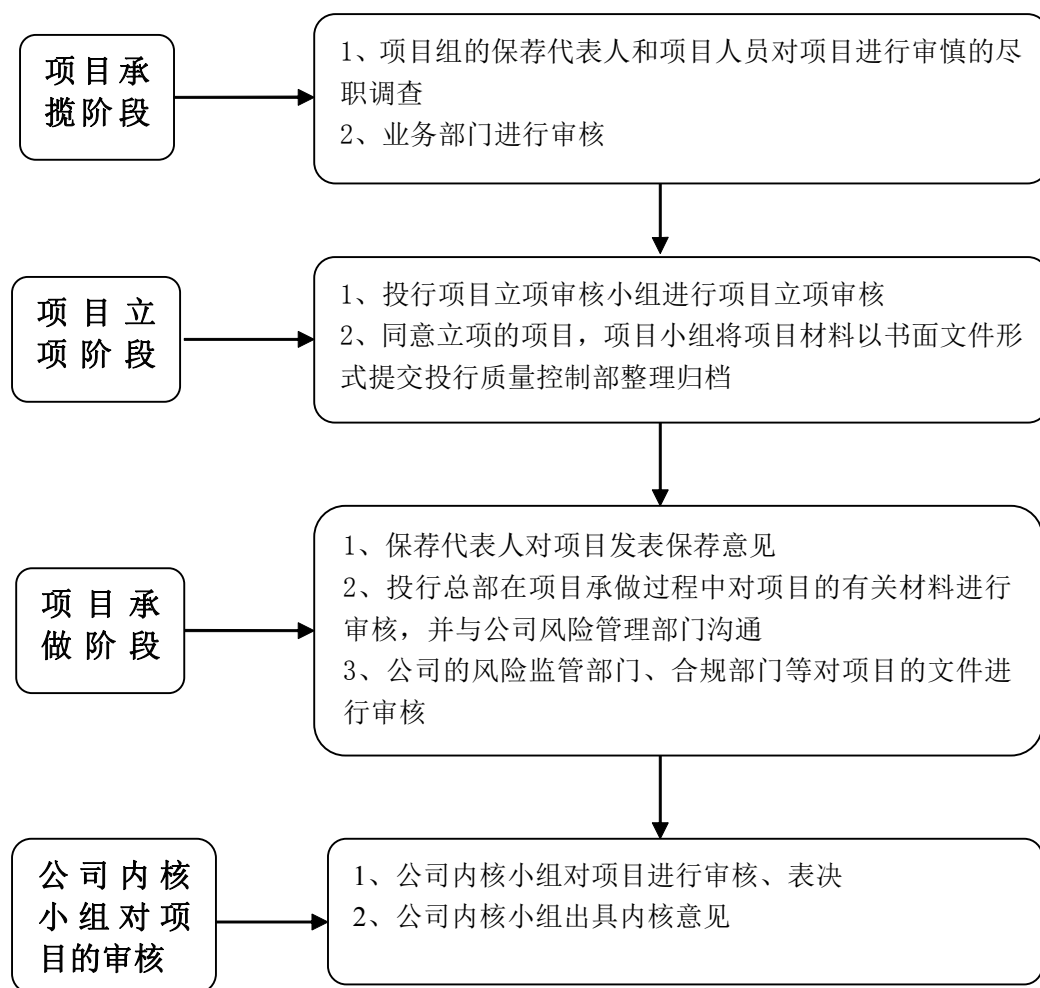 项目承
揽阶段
1、项目组的保荐代表人和项目人员对项目进行审慎的尽
职调查
2、业务部门进行审核
项目立
项阶段
1、投行项目立项审核小组进行项目立项审核
2、同意立项的项目，项目小组将项目材料以书面文件形
式提交投行质量控制部整理归档
项目承
做阶段
1、保荐代表人对项目发表保荐意见
2、投行总部在项目承做过程中对项目的有关材料进行
审核，并与公司风险管理部门沟通
3、公司的风险监管部门、合规部门等对项目的文件进
行审核
公司内核
小组对项
目的审核
1、公司内核小组对项目进行审核、表决
2、公司内核小组出具内核意见